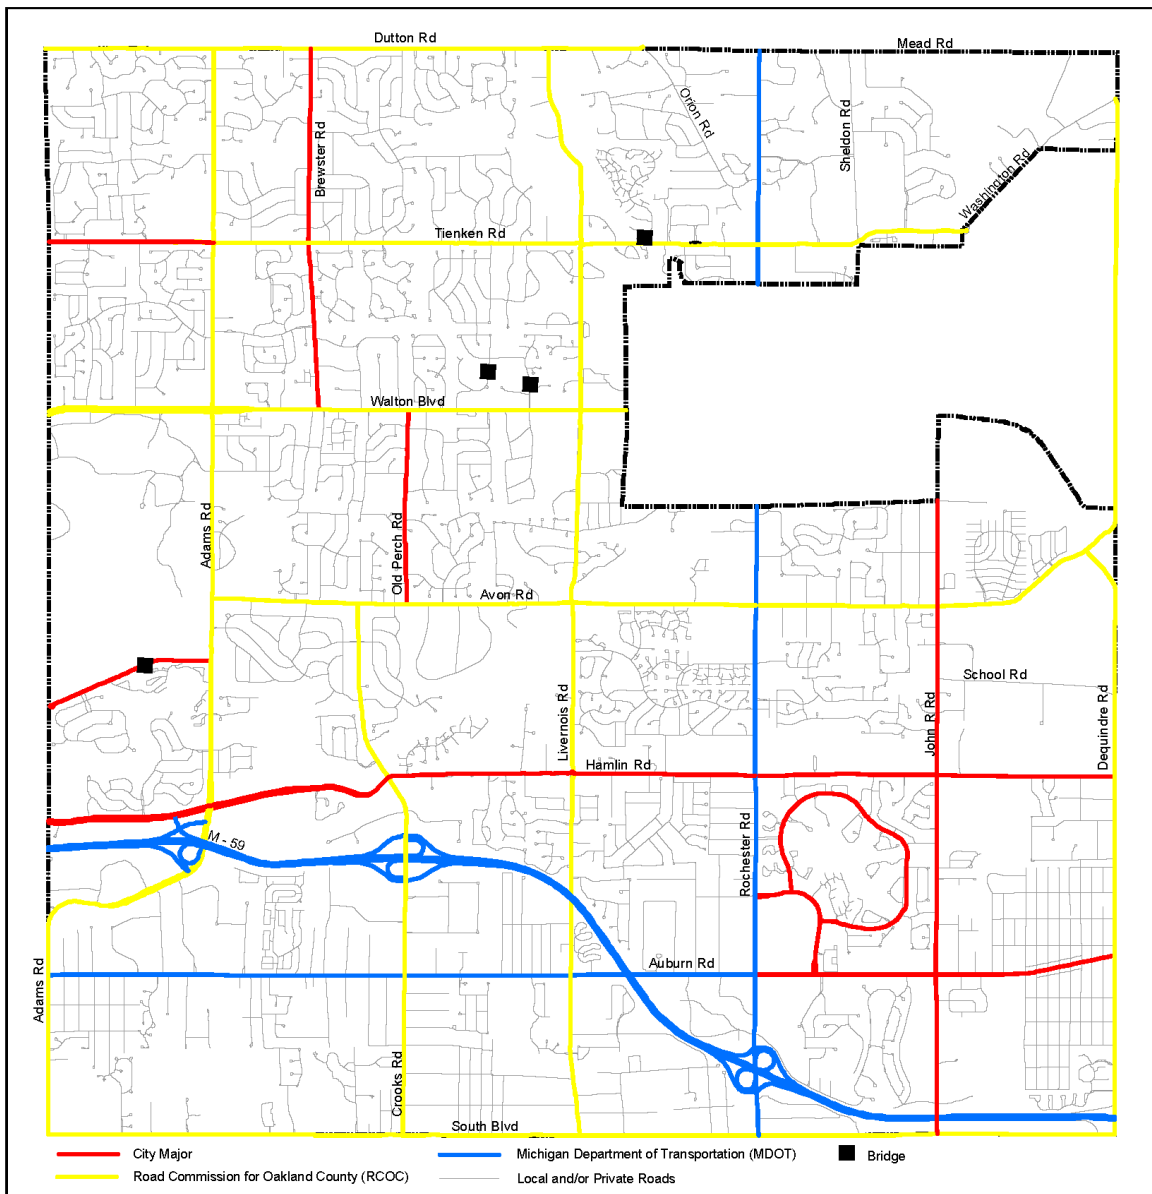 Dutton Rd
Mead Rd
Orion Rd
Brewster Rd
Sheldon Rd
Washington Rd
Tienken Rd
Walton Blvd
Adams Rd
Old Perch Rd
Avon Rd
School Rd
Livernois Rd
John R Rd
Dequindre Rd
Hamlin Rd
M - 59
Rochester Rd
Auburn Rd
Adams Rd
Crooks Rd
South Blvd
City Major
Michigan Department of Transportation (MDOT)
Bridge
Road Commission for Oakland County (RCOC)
Local and/or Private Roads